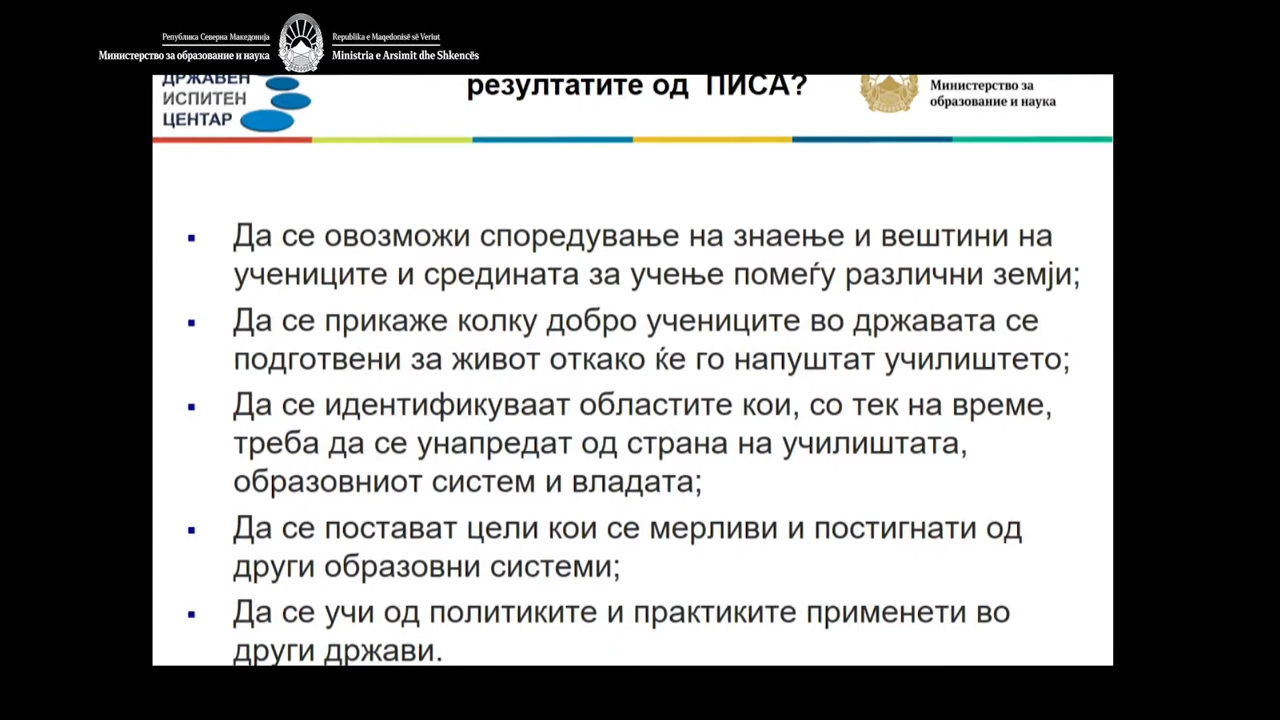 Република Северна Македонија
Министерство за образование и наука
Republika e Maqedonisë së Veriut
Ministria e Arsimit dhe Shkencës
ДРЖАВЕН
ИСПИТЕН
ЦЕНТАР
резултатите од ПИСА?
Министерство за
образование и наука
▪ Да се овозможи споредување на знаење и вештини на
учениците и средината за учење помеѓу различни земји;
▪ Да се прикаже колку добро учениците во државата се
подготвени за живот откако ќе го напуштат училиштето;
▪ Да се идентификуваат областите кои, со тек на време,
треба да се унапредат од страна на училиштата,
образовниот систем и владата;
▪ Да се постават цели кои се мерливи и постигнати од
други образовни системи;
▪ Да се учи од политиките и практиките применети во
други држави.